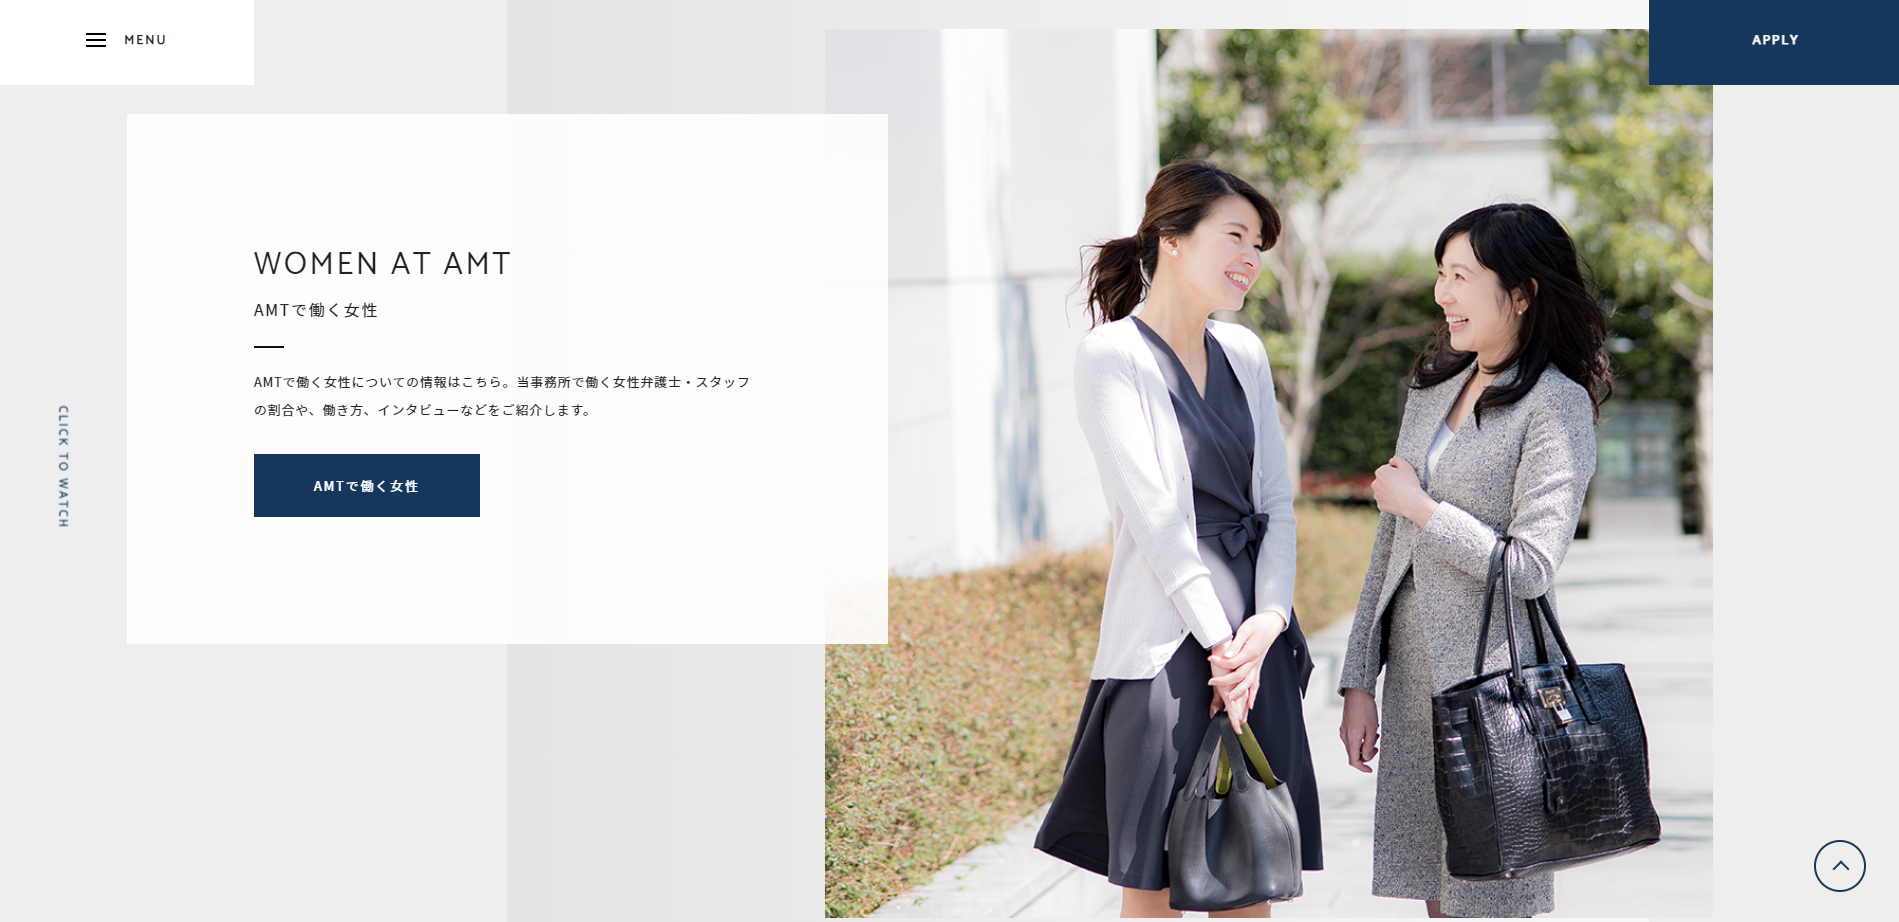 MENU
APPLY
WOMEN AT AMT
AMTで働く女性
AMTで働く女性についての情報はこちら。当事務所で働く女性弁護士・スタッフ
の割合や、働き方、インタビューなどをご紹介します。
AMTで働く女性
CLICK TO WATCH